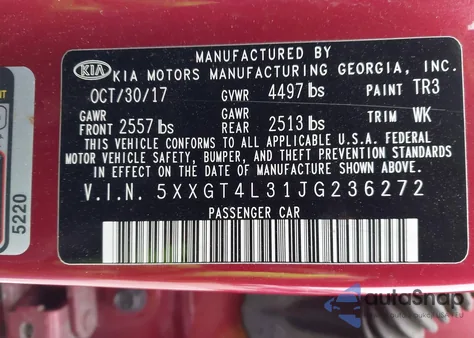 MANUFACTURED BY
KIA KIA MOTORS MANUFACTURING GEORGIA, INC.
OCT/30/17 GVWR 4497 lbs PAINT TR3
GAWR FRONT 2557 lbs GAWR REAR 2513 lbs TRIM WK
THIS VEHICLE CONFORMS TO ALL APPLICABLE U.S.A. FEDERAL
MOTOR VEHICLE SAFETY, BUMPER, AND THEFT PREVENTION STANDARDS
IN EFFECT ON THE DATE OF MANUFACTURE SHOWN ABOVE.
V.I.N. 5XXGT4L31JG236272
PASSENGER CAR
5220
autoSnap